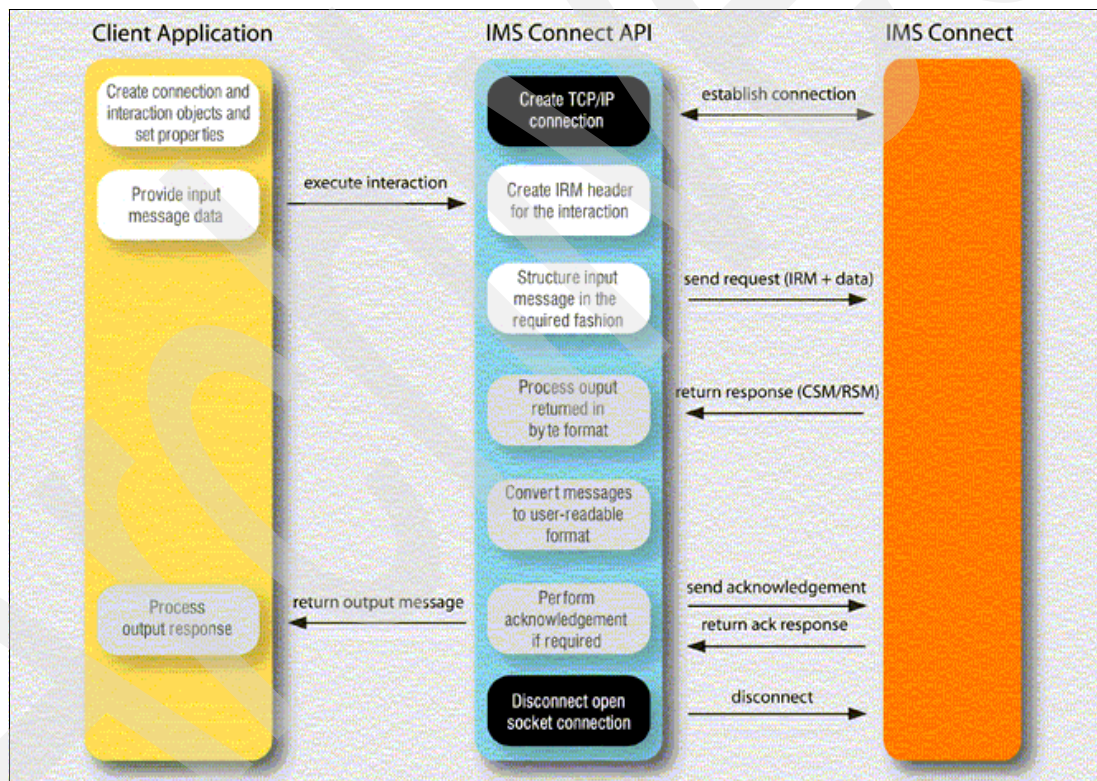 Client Application
IMS Connect API
IMS Connect
Create connection and
interaction objects and
set properties
Create TCP/IP
connection
establish connection
Provide input
message data
execute interaction
Create IRM header
for the interaction
Structure input
message in the
required fashion
send request (IRM + data)
Process ouput
returned in
byte format
return response (CSM/RSM)
Convert messages
to user-readable
format
Process
output response
return output message
Perform
acknowledgement
if required
send acknowledgement
return ack response
Disconnect open
socket connection
disconnect